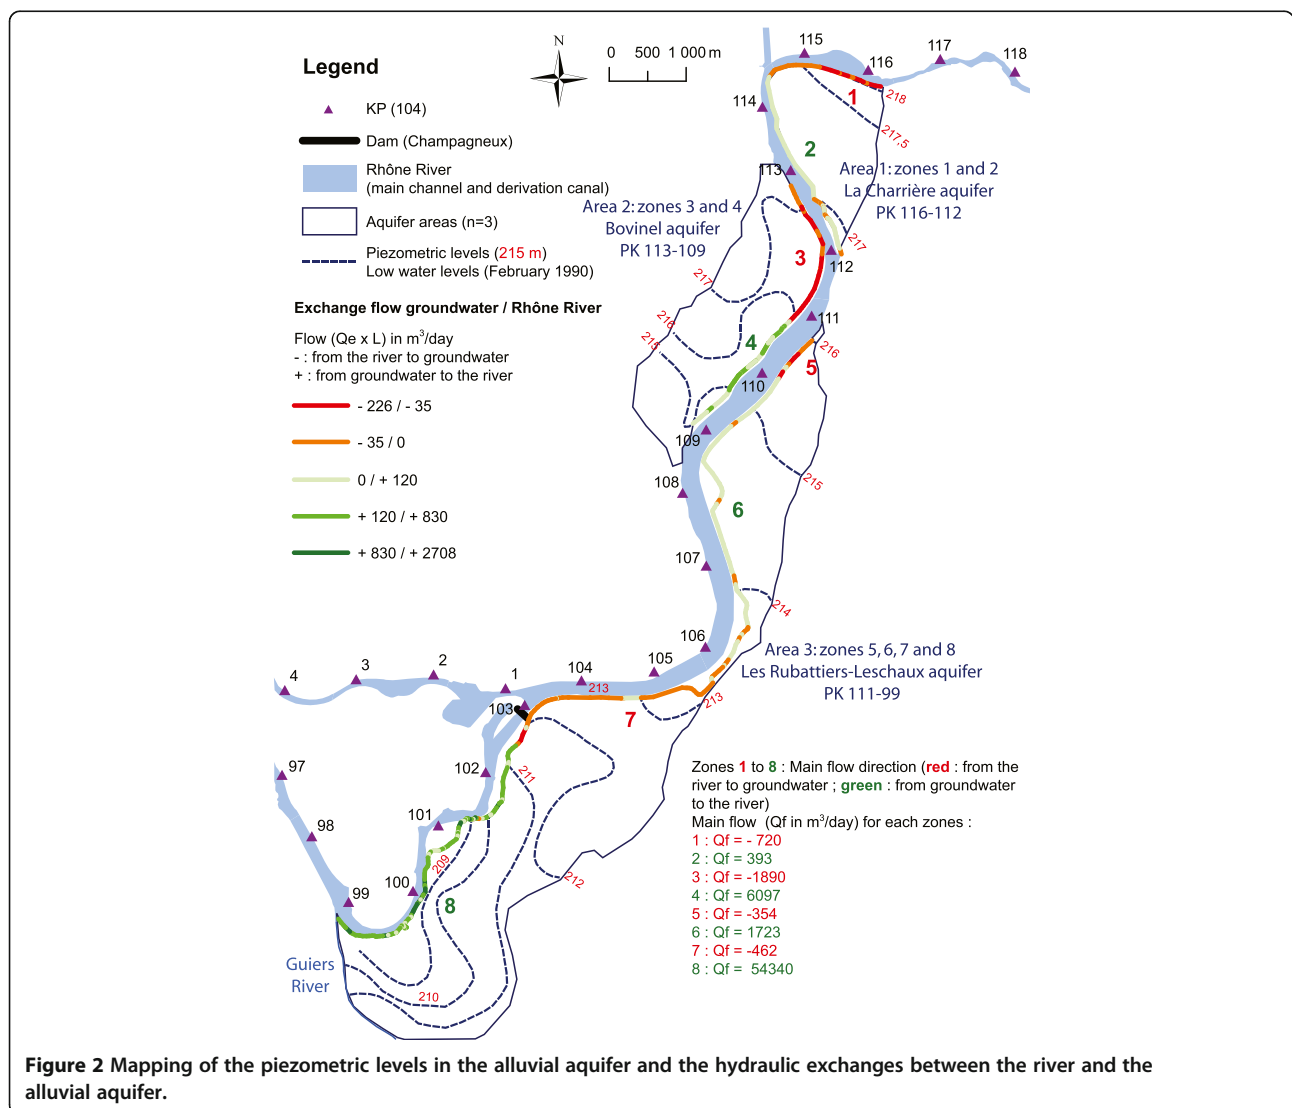 Legend
KP (104)
Dam (Champagneux)
Rhône River
(main channel and derivation canal)
Aquifer areas (n=3)
Piezometric levels (215 m)
Low water levels (February 1990)
Exchange flow groundwater / Rhône River
Flow (Qe x L) in m³/day
- : from the river to groundwater
+ : from groundwater to the river
- 226 / - 35
- 35 / 0
0 / + 120
+ 120 / + 830
+ 830 / + 2708
N
0 500 1 000 m
115
116
117
118
114
1
218
217,5
2
113
Area 1: zones 1 and 2
La Charrière aquifer
PK 116-112
Area 2: zones 3 and 4
Bovinel aquifer
PK 113-109
217
3
112
217
216
215
111
4
216
5
110
109
215
108
6
107
214
106
Area 3: zones 5, 6, 7 and 8
Les Rubattiers-Leschaux aquifer
PK 111-99
105
104
213
213
7
1
2
3
4
103
102
211
101
209
212
100
8
97
98
99
210
Guiers
River
Zones 1 to 8 : Main flow direction (red : from the
river to groundwater ; green : from groundwater
to the river)
Main flow (Qf in m³/day) for each zones :
1 : Qf = - 720
2 : Qf = 393
3 : Qf = -1890
4 : Qf = 6097
5 : Qf = -354
6 : Qf = 1723
7 : Qf = -462
8 : Qf = 54340
Figure 2 Mapping of the piezometric levels in the alluvial aquifer and the hydraulic exchanges between the river and the
alluvial aquifer.